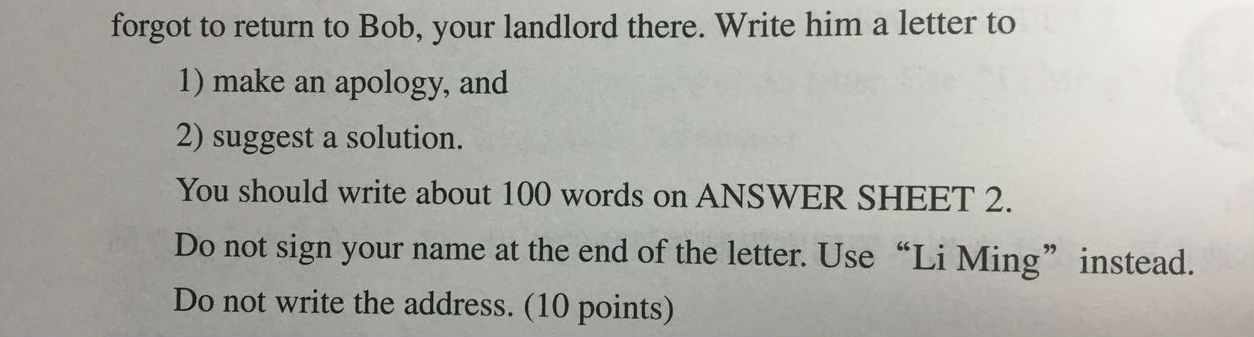 forgot to return to Bob, your landlord there. Write him a letter to
1) make an apology, and
2) suggest a solution.
You should write about 100 words on ANSWER SHEET 2.
Do not sign your name at the end of the letter. Use “Li Ming” instead.
Do not write the address. (10 points)